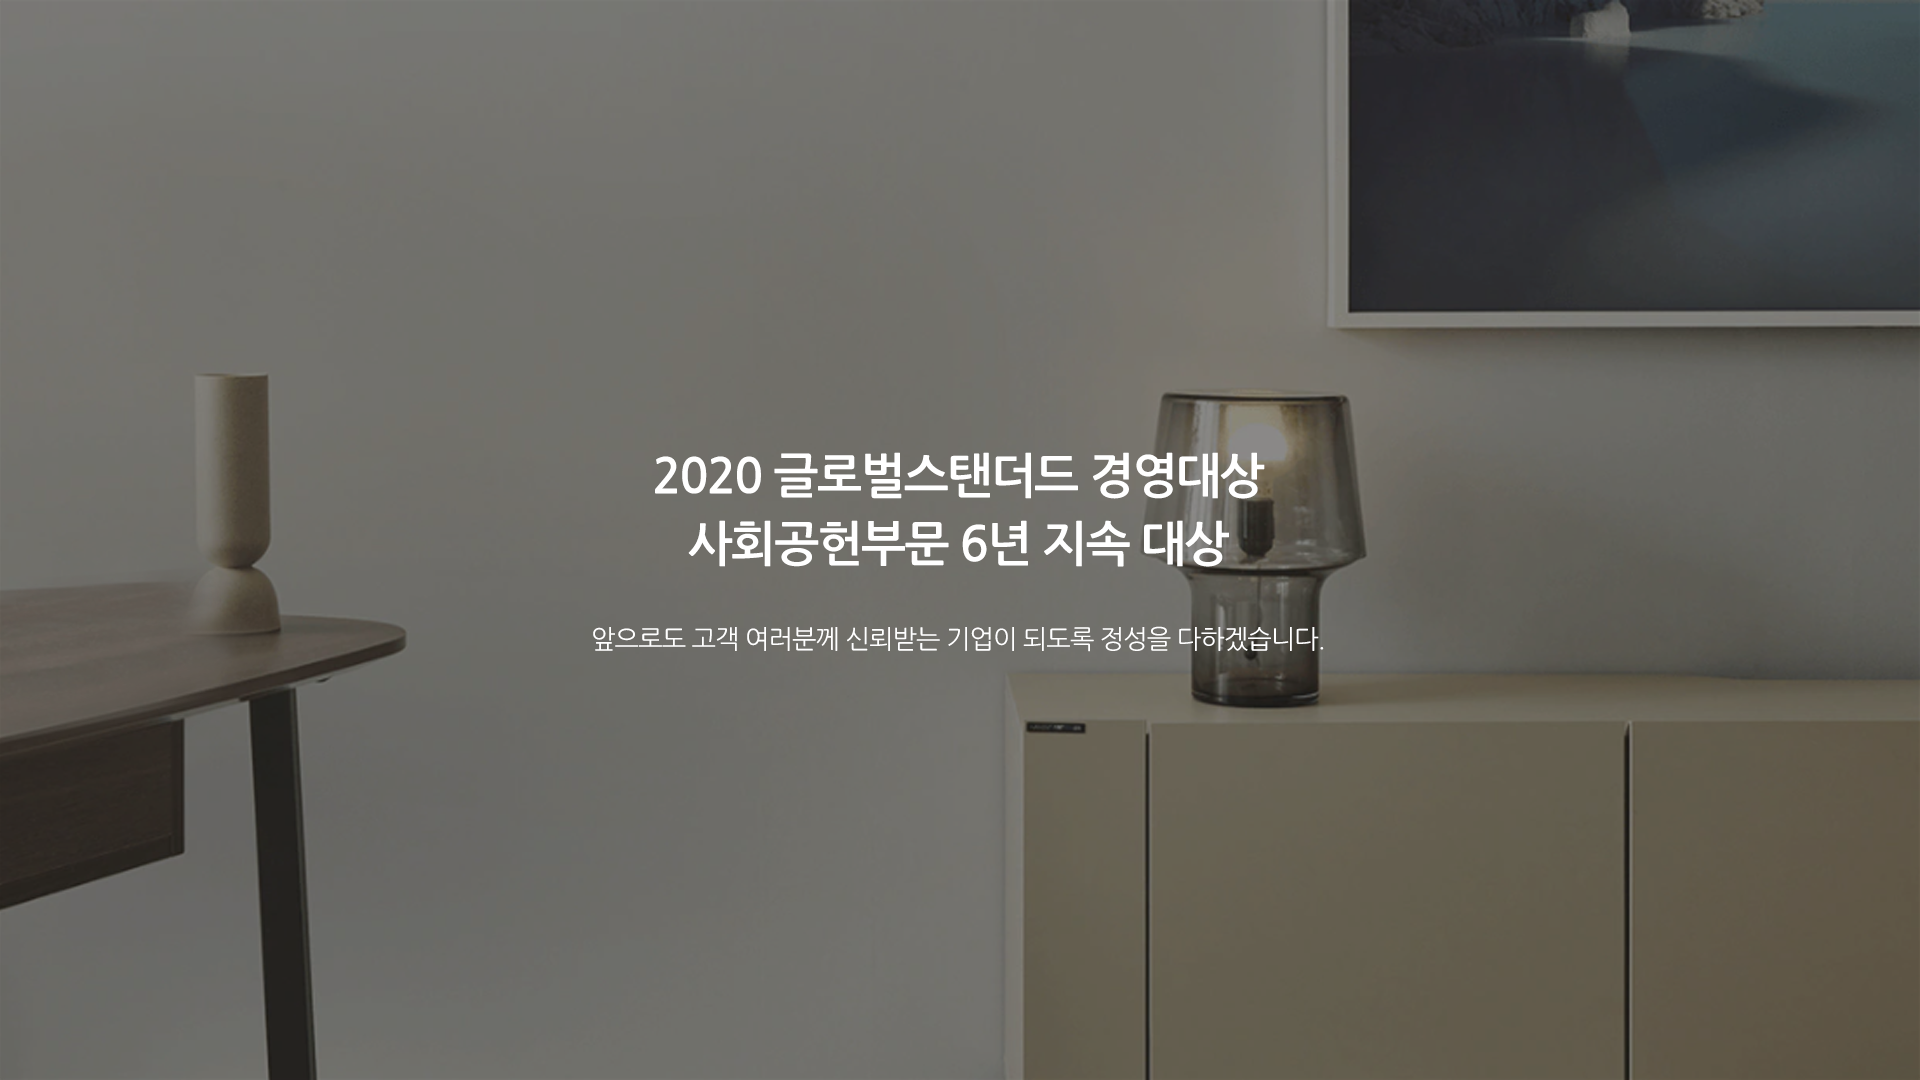 2020 글로벌스탠더드 경영대상
사회공헌부문 6년 지속 대상
앞으로도 고객 여러분께 신뢰받는 기업이 되도록 정성을 다하겠습니다.